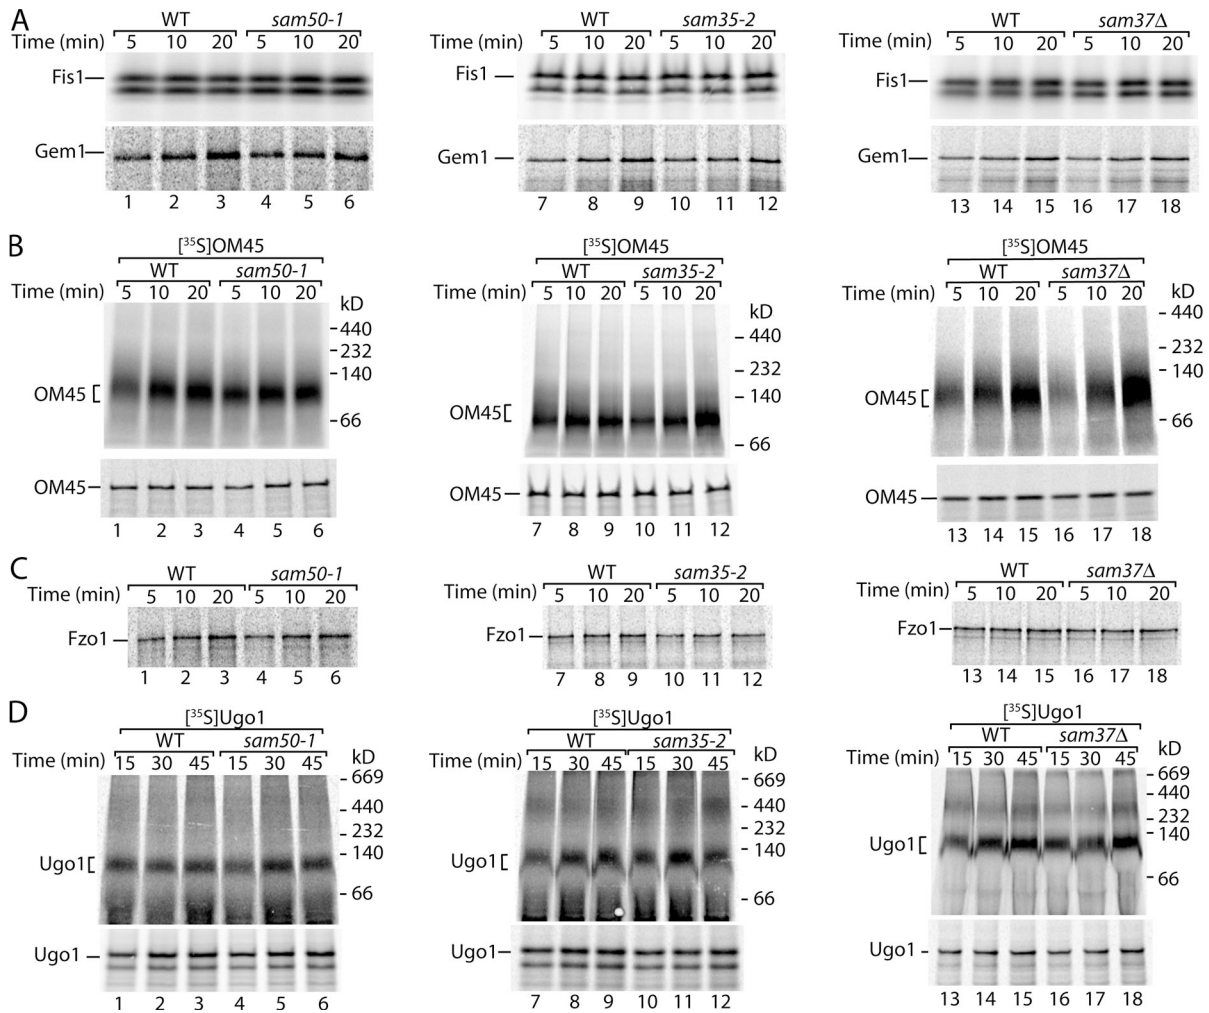 A
WT sam50-1
Time (min) 5 10 20 5 10 20
Fis1
Gem1
1 2 3 4 5 6
WT sam35-2
Time (min) 5 10 20 5 10 20
Fis1
Gem1
7 8 9 10 11 12
WT sam37Δ
Time (min) 5 10 20 5 10 20
Fis1
Gem1
13 14 15 16 17 18
B
[³⁵S]OM45
WT sam50-1
Time (min) 5 10 20 5 10 20 kD
- 440
- 232
- 140
OM45 [
- 66
OM45
1 2 3 4 5 6
[³⁵S]OM45
WT sam35-2
Time (min) 5 10 20 5 10 20 kD
- 440
- 232
- 140
OM45 [
- 66
OM45
7 8 9 10 11 12
[³⁵S]OM45
WT sam37Δ
Time (min) 5 10 20 5 10 20 kD
- 440
- 232
- 140
OM45 [
- 66
OM45
13 14 15 16 17 18
C
WT sam50-1
Time (min) 5 10 20 5 10 20
Fzo1
1 2 3 4 5 6
WT sam35-2
Time (min) 5 10 20 5 10 20
Fzo1
7 8 9 10 11 12
WT sam37Δ
Time (min) 5 10 20 5 10 20
Fzo1
13 14 15 16 17 18
D
[³⁵S]Ugo1
WT sam50-1
Time (min) 15 30 45 15 30 45 kD
- 669
- 440
- 232
- 140
Ugo1 [
- 66
Ugo1
1 2 3 4 5 6
[³⁵S]Ugo1
WT sam35-2
Time (min) 15 30 45 15 30 45 kD
- 669
- 440
- 232
- 140
Ugo1 [
- 66
Ugo1
7 8 9 10 11 12
[³⁵S]Ugo1
WT sam37Δ
Time (min) 15 30 45 15 30 45 kD
- 669
- 440
- 232
- 140
Ugo1 [
- 66
Ugo1
13 14 15 16 17 18